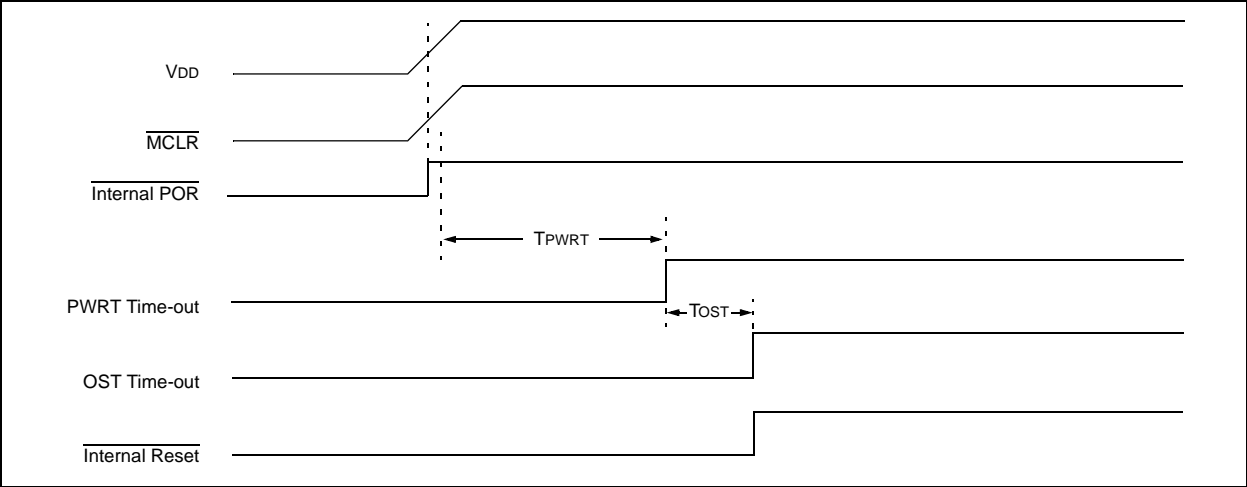 VDD
MCLR
Internal POR
TPWRT
PWRT Time-out
TOST
OST Time-out
Internal Reset